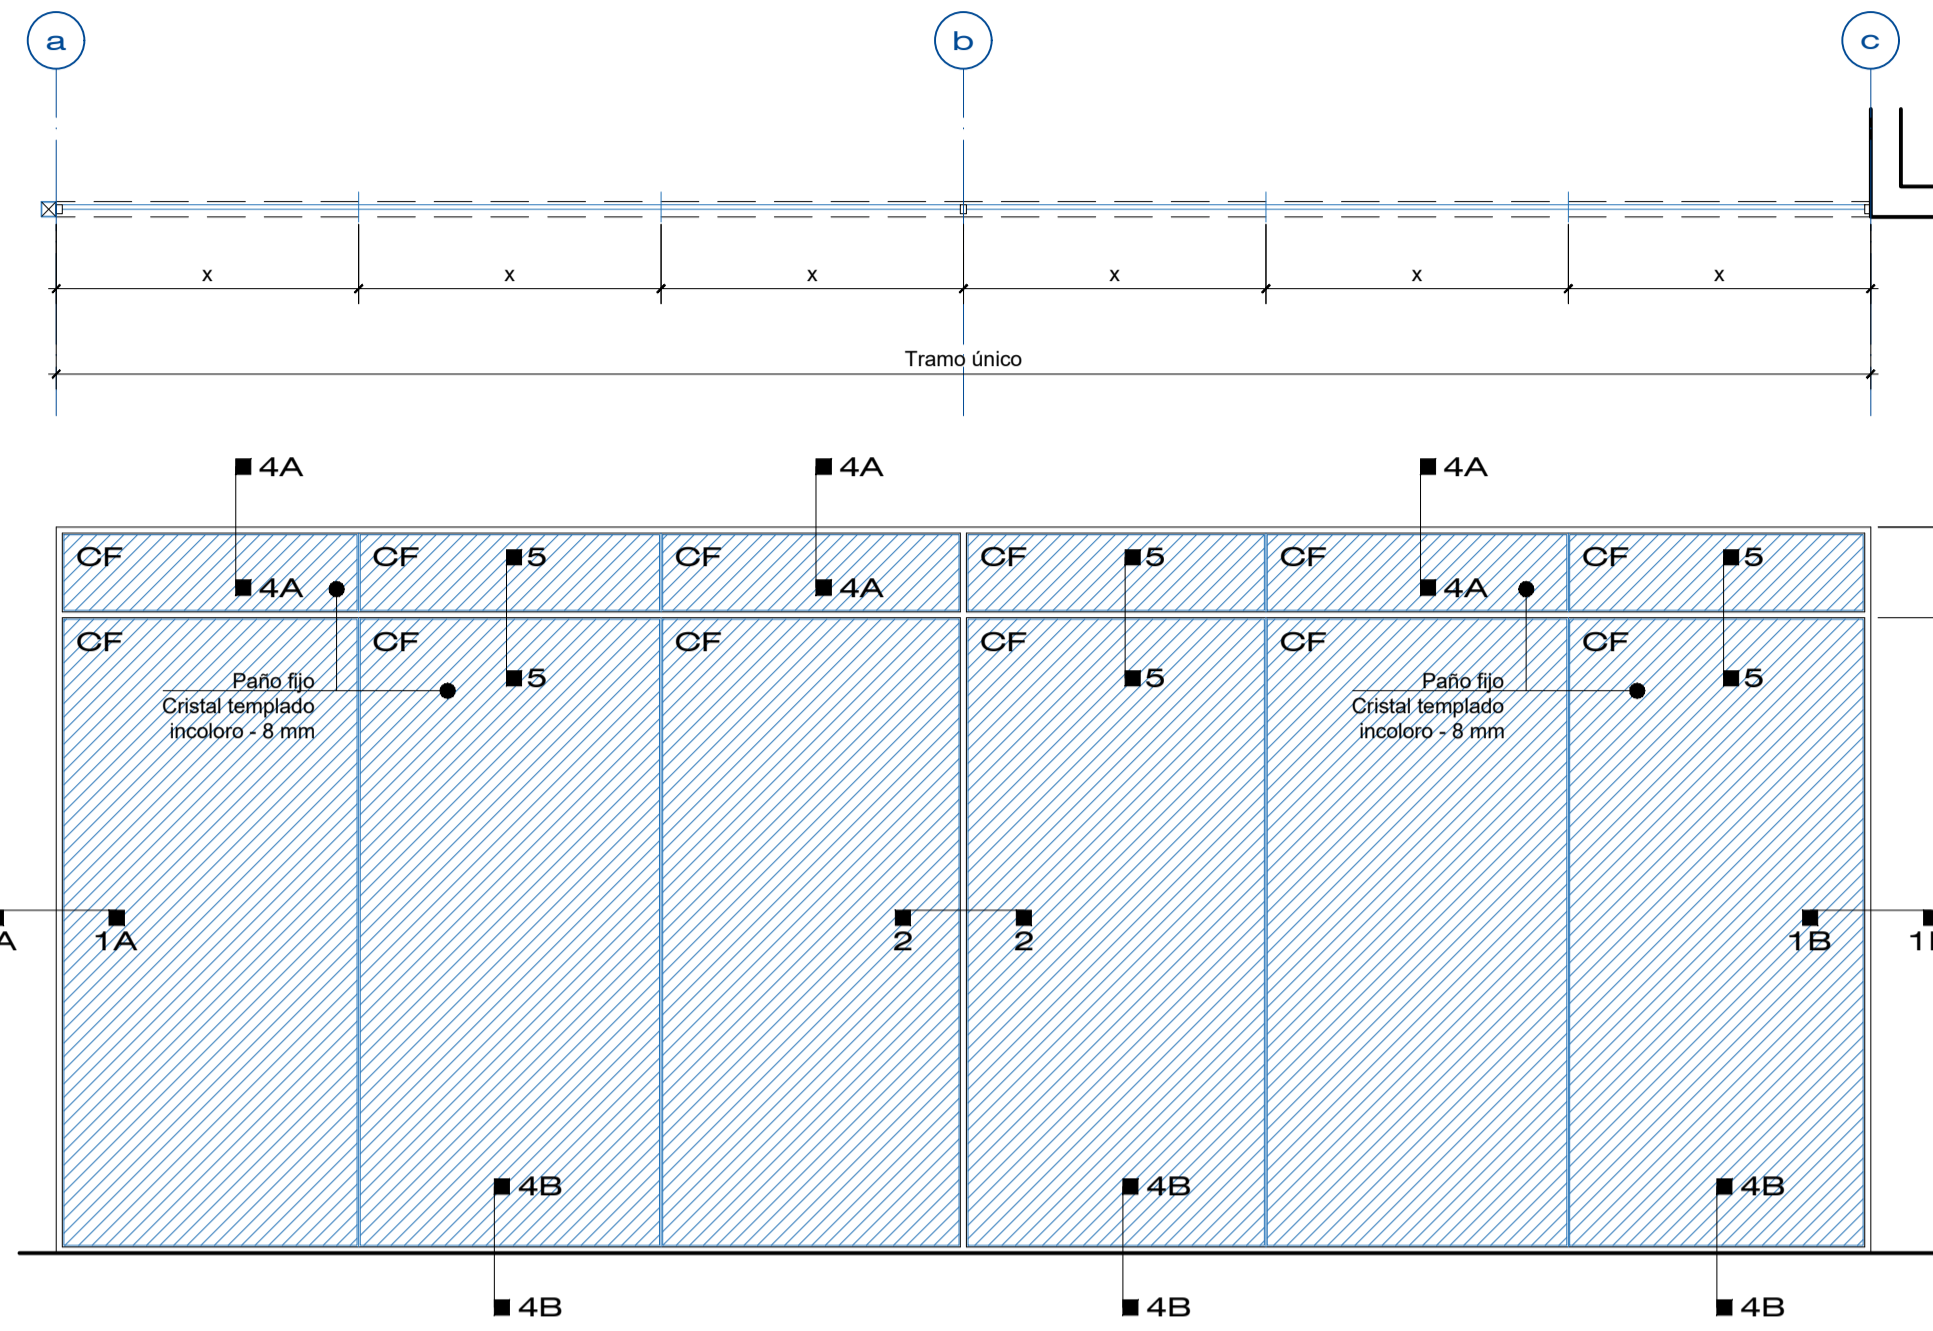 a b c
x x x x x x
Tramo único
4A 4A 4A
CF CF 5 CF CF 5 CF CF 5
4A 4A 4A
CF CF CF CF CF CF
5 5 5
Paño fijo
Cristal templado
incoloro - 8 mm
Paño fijo
Cristal templado
incoloro - 8 mm
A 1A 2 2 1B 1
4B 4B 4B
4B 4B 4B